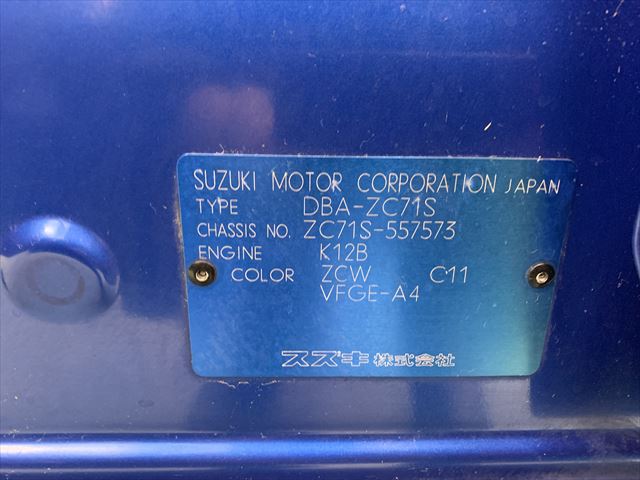 SUZUKI MOTOR CORPORATION JAPAN
TYPE DBA-ZC71S
CHASSIS NO. ZC71S-557573
ENGINE K12B
COLOR ZCW C11
VFGE-A4
スズキ株式会社